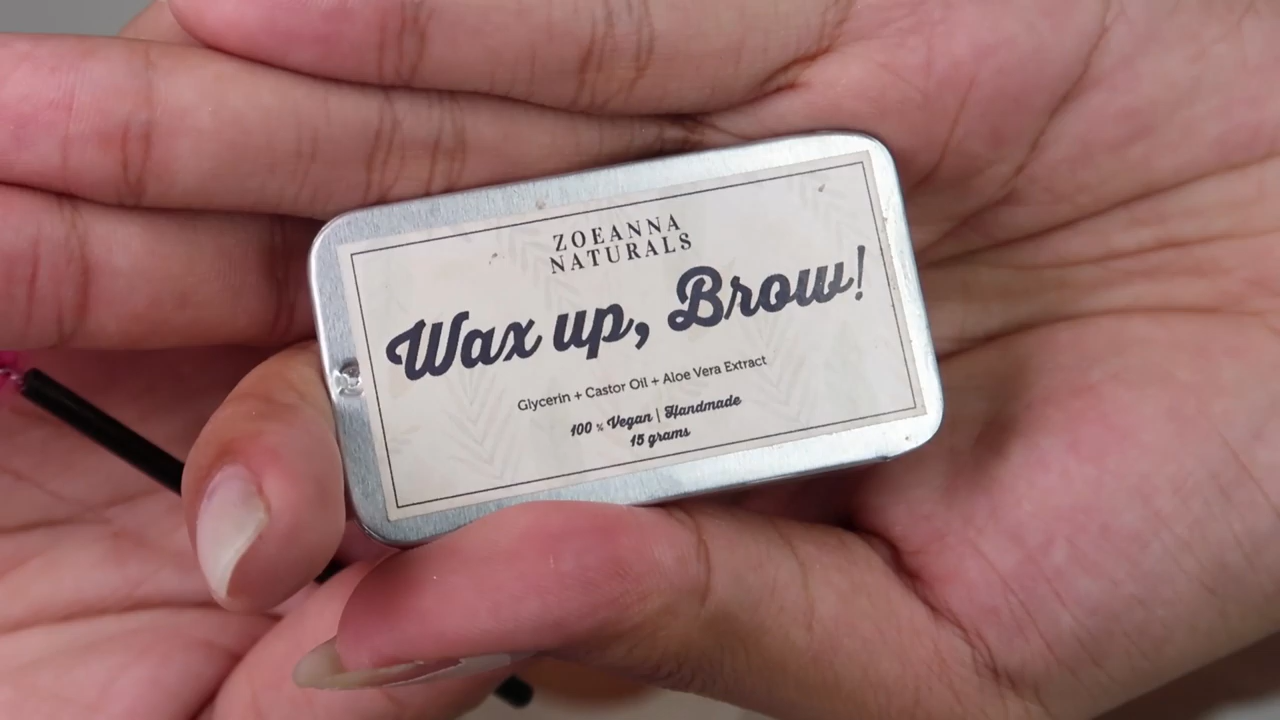 ZOEANNA
NATURALS
Wax up, Brow!
Glycerin + Castor Oil + Aloe Vera Extract
100 % Vegan | Handmade
15 grams